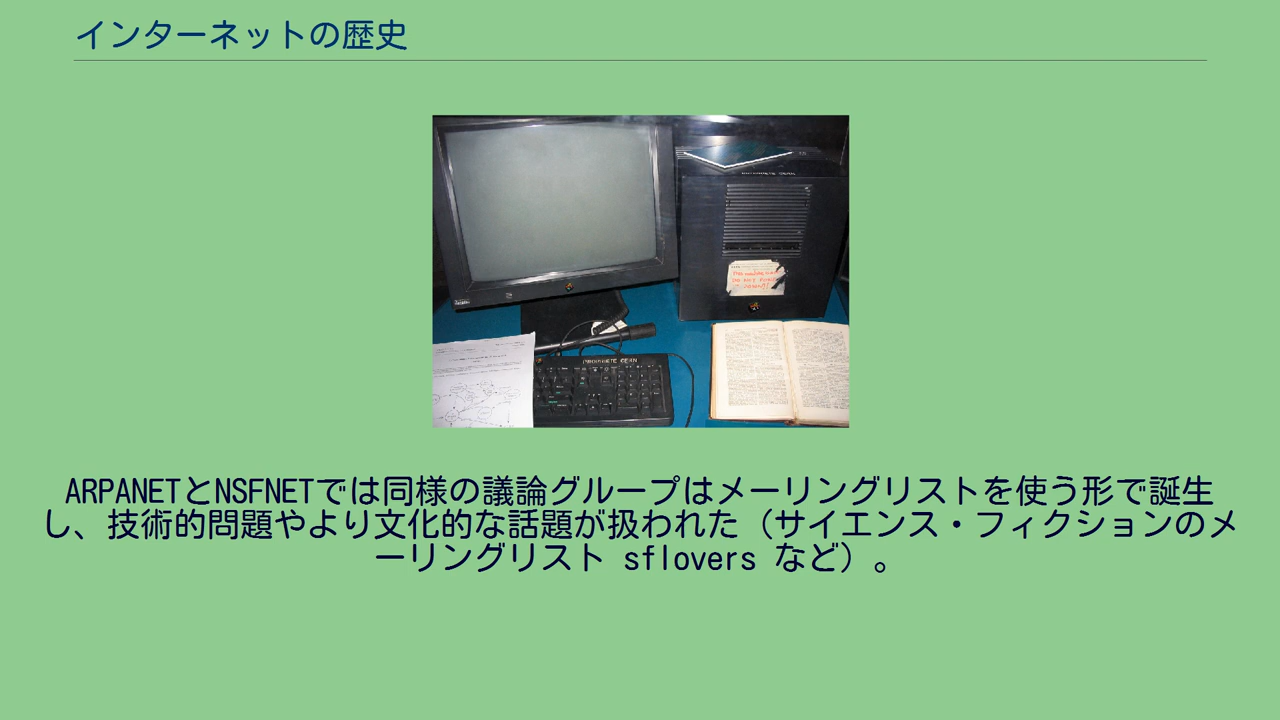 インターネットの歴史
ARPANETとNSFNETでは同様の議論グループはメーリングリストを使う形で誕生
し、技術的問題やより文化的な話題が扱われた（サイエンス・フィクションのメ
ーリングリスト sflovers など）。